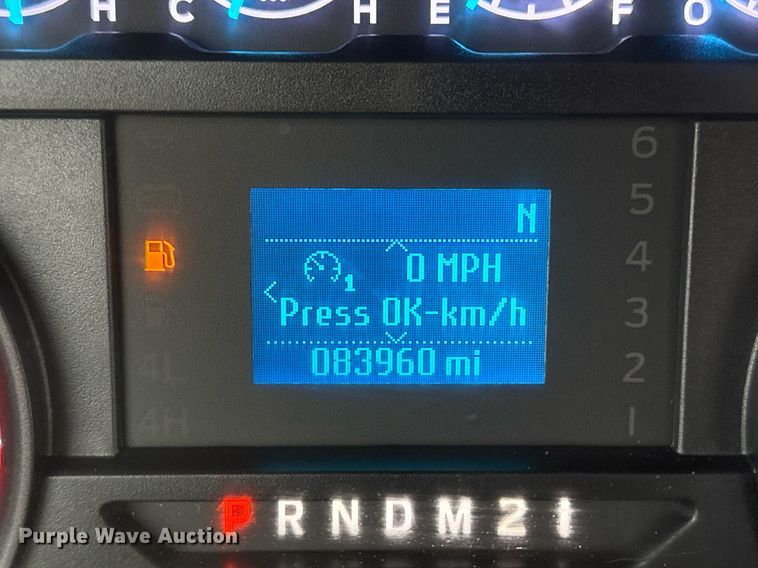 H C H E F O
6
N
5
0 MPH
4
1
Press OK-km/h
3
083960 mi
4L
2
4H
1
P R N D M 2 1
Purple Wave Auction